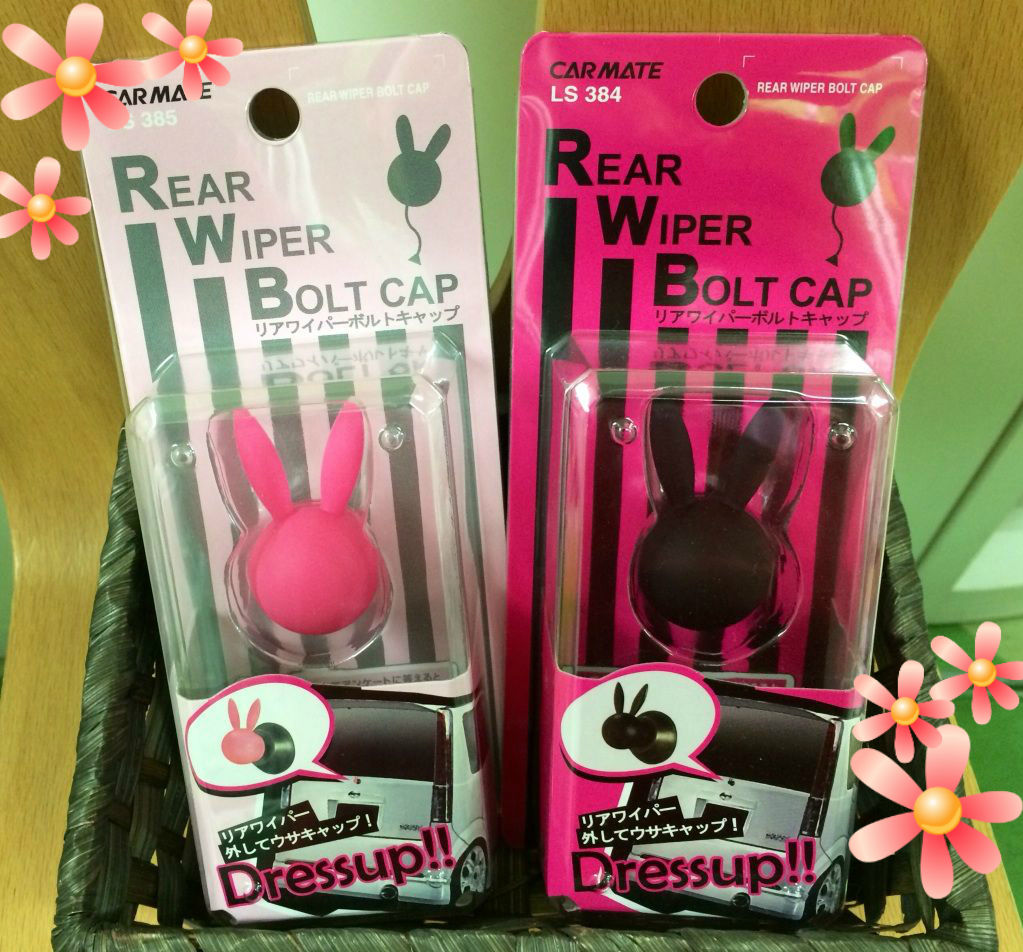 CARMATE
LS 385
REAR WIPER BOLT CAP
REAR
WIPER
BOLT CAP
リアワイパーボルトキャップ
リアワイパー
外してウサキャップ!
Dressup!!
CARMATE
LS 384
REAR WIPER BOLT CAP
REAR
WIPER
BOLT CAP
リアワイパーボルトキャップ
リアワイパー
外してウサキャップ!
Dressup!!